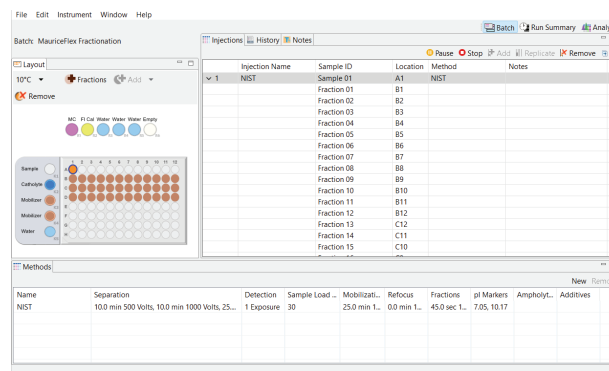 File Edit Instrument Window Help
Batch Run Summary Analy
Batch: MauriceFlex Fractionation
Injections History Notes
Pause Stop Add Replicate Remove
Layout
10°C Fractions Add
Remove
MC Fl Cal Water Water Water Empty
1 2 3 4 5 6 7 8 9 10 11 12
Sample
Catholyte
Mobilizer
Mobilizer
Water
A
B
C
D
E
F
G
H
Injection Name Sample ID Location Method Notes
1 NIST Sample 01 A1 NIST
Fraction 01 B1
Fraction 02 B2
Fraction 03 B3
Fraction 04 B4
Fraction 05 B5
Fraction 06 B6
Fraction 07 B7
Fraction 08 B8
Fraction 09 B9
Fraction 10 B10
Fraction 11 B11
Fraction 12 B12
Fraction 13 C12
Fraction 14 C11
Fraction 15 C10
Methods
New Remo
Name Separation Detection Sample Load ... Mobilizati... Refocus Fractions pI Markers Ampholyt... Additives
NIST 10.0 min 500 Volts, 10.0 min 1000 Volts, 25... 1 Exposure 30 25.0 min 1... 0.0 min 1... 45.0 sec 1... 7.05, 10.17